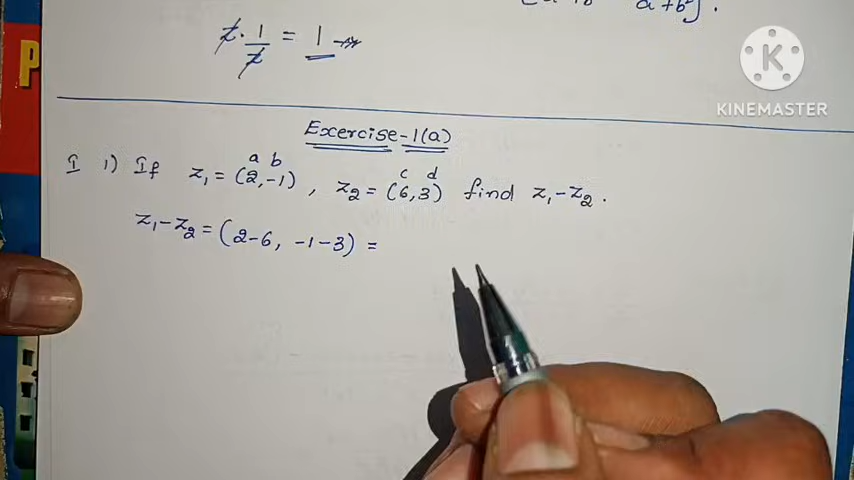 a+b² ] .
z · 1/z = 1
KINEMASTER
Exercise-1(a)
a b c d
I 1) If z₁ = (2,-1) , z₂ = (6,3) find z₁-z₂ .
z₁-z₂ = (2-6, -1-3) =
P